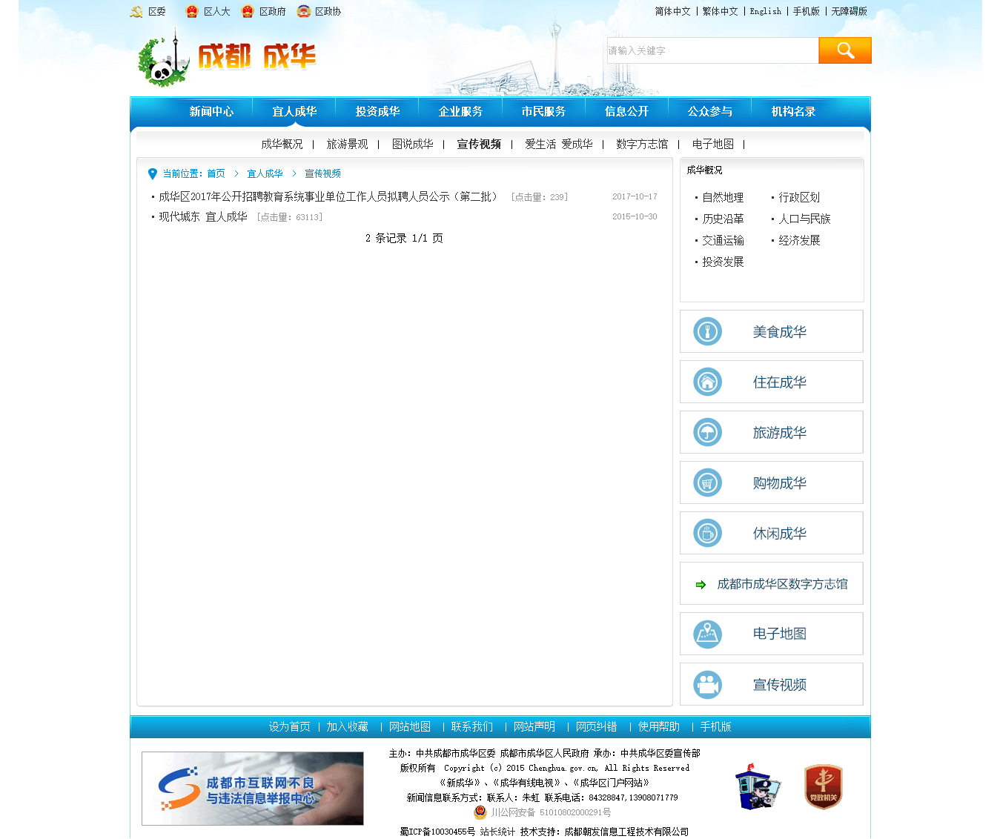 区委 区人大 区政府 区政协 简体中文 | 繁体中文 | English | 手机版 | 无障碍版
成都 成华
请输入关键字
新闻中心 宜人成华 投资成华 企业服务 市民服务 信息公开 公众参与 机构名录
成华概况 | 旅游景观 | 图说成华 | 宣传视频 | 爱生活 爱成华 | 数字方志馆 | 电子地图 |
当前位置：首页 > 宜人成华 > 宣传视频
· 成华区2017年公开招聘教育系统事业单位工作人员拟聘人员公示（第二批） [点击量：239] 2017-10-17
· 现代城东 宜人成华 [点击量：63113] 2015-10-30
2 条记录 1/1 页
成华概况
· 自然地理 · 行政区划
· 历史沿革 · 人口与民族
· 交通运输 · 经济发展
· 投资发展
美食成华
住在成华
旅游成华
购物成华
休闲成华
成都市成华区数字方志馆
电子地图
宣传视频
设为首页 | 加入收藏 | 网站地图 | 联系我们 | 网站声明 | 网页纠错 | 使用帮助 | 手机版
成都市互联网不良
与违法信息举报中心
主办：中共成都市成华区委 成都市成华区人民政府 承办：中共成华区委宣传部
版权所有 Copyright (c) 2015 Chenghua.gov.cn, All Rights Reserved
《新成华》、《成华有线电视》、《成华区门户网站》
新闻信息联系方式：联系人：朱虹 联系电话：84328847,13908071779
川公网安备 51010802000291号
蜀ICP备10030455号 站长统计 技术支持：成都朝发信息工程技术有限公司
党政机关